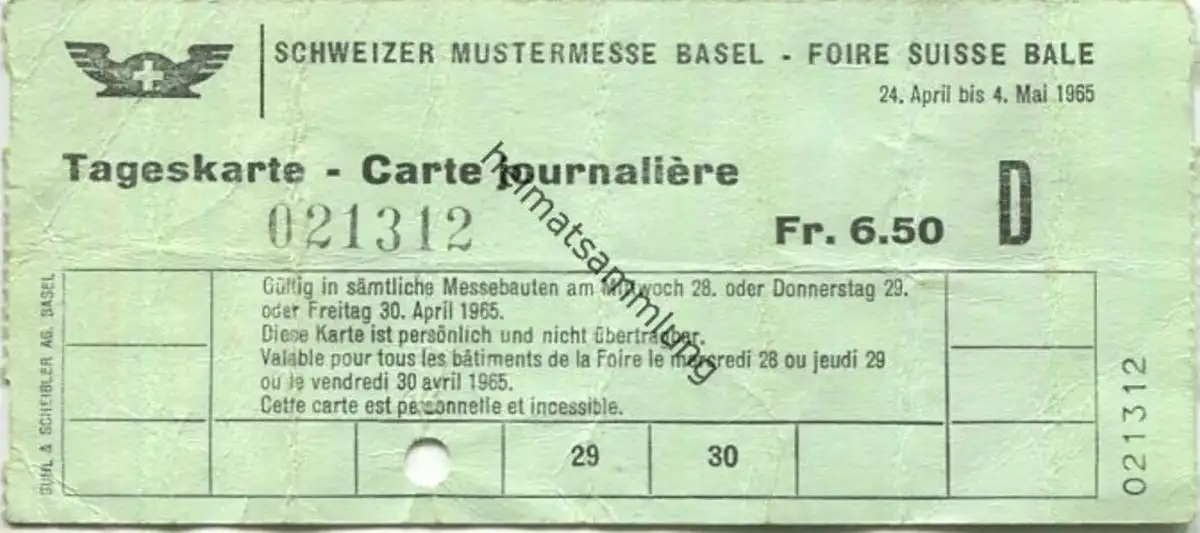 SCHWEIZER MUSTERMESSE BASEL - FOIRE SUISSE BALE
24. April bis 4. Mai 1965
Tageskarte - Carte journalière
021312
Fr. 6.50
D
Gültig in sämtliche Messebauten am Mittwoch 28. oder Donnerstag 29.
oder Freitag 30. April 1965.
Diese Karte ist persönlich und nicht übertragbar.
Valable pour tous les bâtiments de la Foire le mercredi 28 ou jeudi 29
ou le vendredi 30 avril 1965.
Cette carte est personnelle et incessible.
29
30
021312
& SCHEIBLER AG. BASEL
heimatsammlung